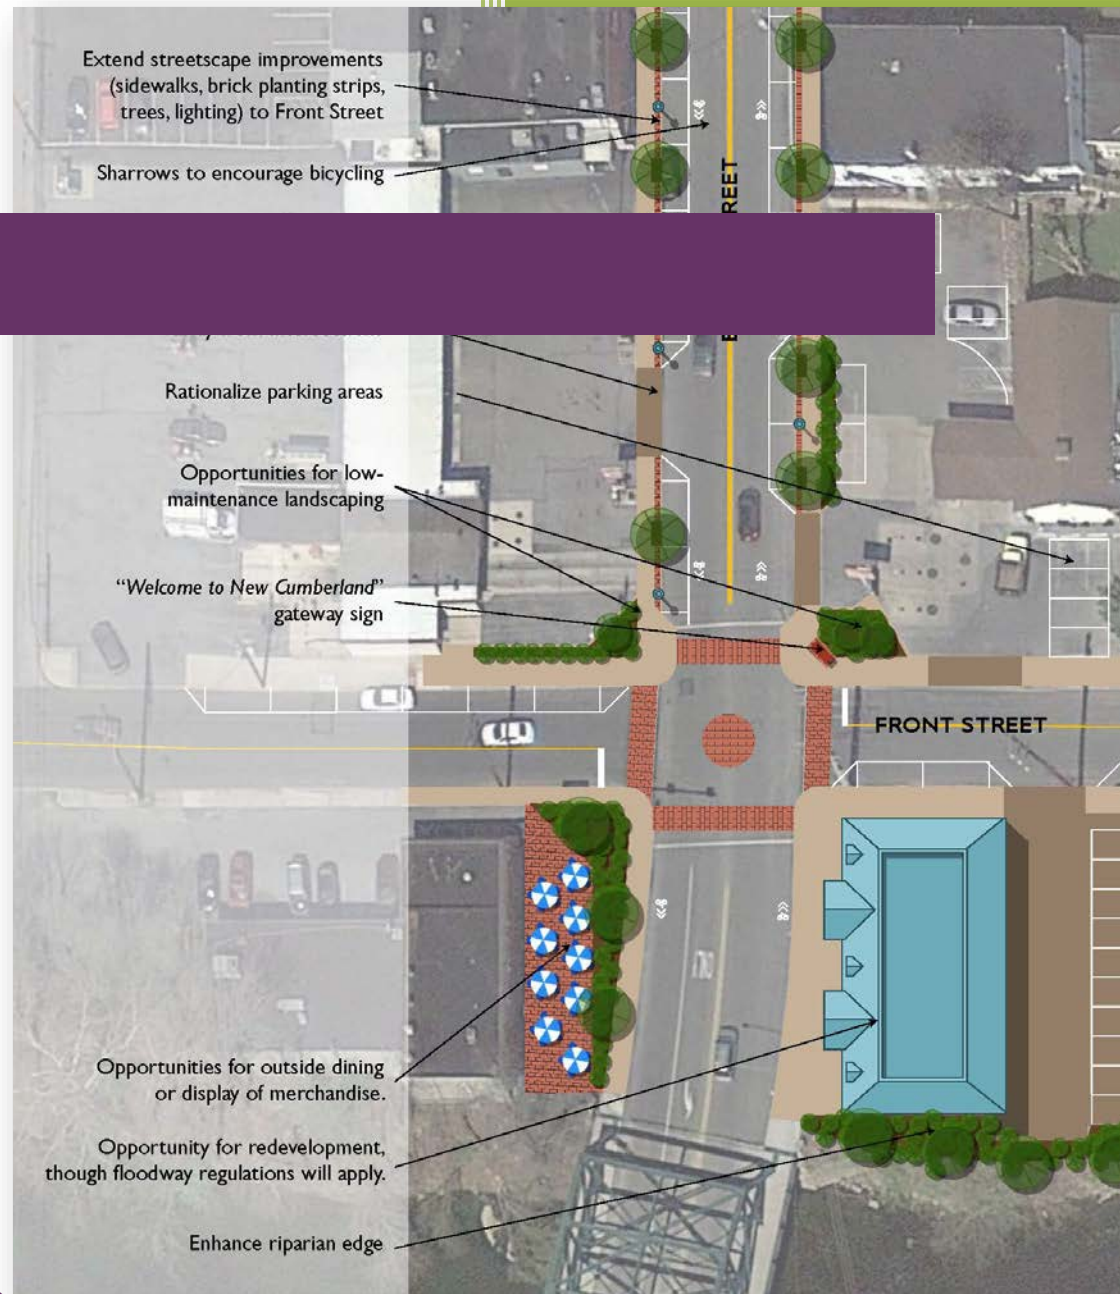 Extend streetscape improvements
(sidewalks, brick planting strips,
trees, lighting) to Front Street
Sharrows to encourage bicycling
Rationalize parking areas
Opportunities for low-
maintenance landscaping
“Welcome to New Cumberland”
gateway sign
FRONT STREET
Opportunities for outside dining
or display of merchandise.
Opportunity for redevelopment,
though floodway regulations will apply.
Enhance riparian edge